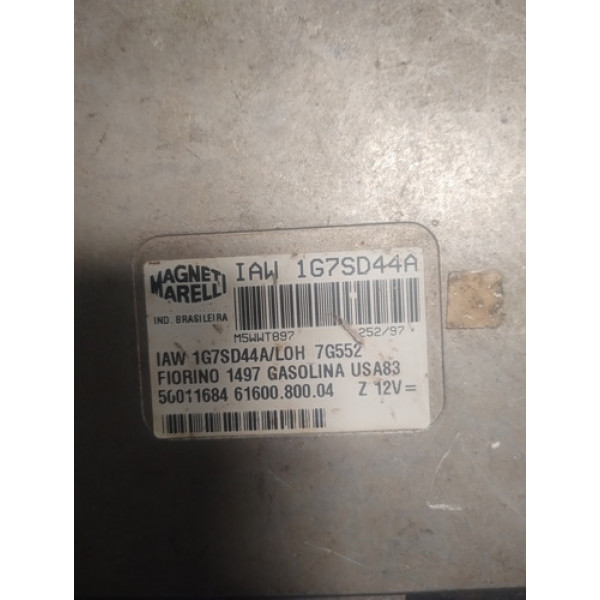 MAGNETI
MARELLI
IAW 1G7SD44A
IND. BRASILEIRA
M5WWT897 252/97
IAW 1G7SD44A/LOH 7G552
FIORINO 1497 GASOLINA USA83
50011684 61600.800.04 Z 12V=